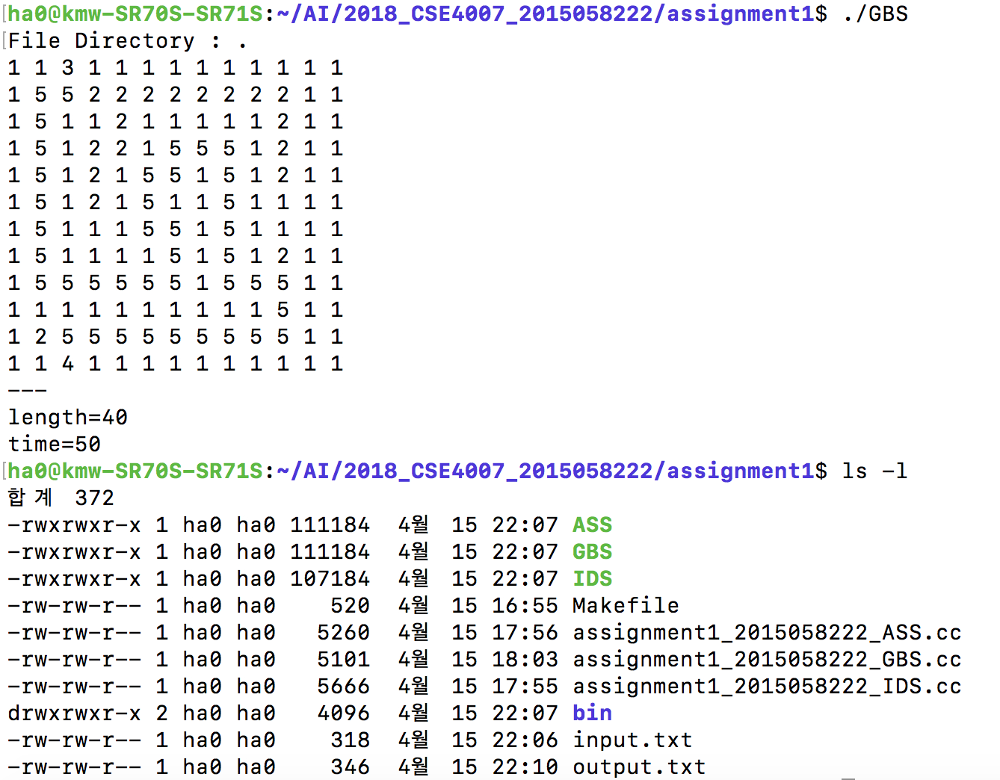 ha0@kmw-SR70S-SR71S:~/AI/2018_CSE4007_2015058222/assignment1$ ./GBS
File Directory : .
1 1 3 1 1 1 1 1 1 1 1 1 1
1 5 5 2 2 2 2 2 2 2 2 1 1
1 5 1 1 2 1 1 1 1 1 2 1 1
1 5 1 2 2 1 5 5 5 1 2 1 1
1 5 1 2 1 5 5 1 5 1 2 1 1
1 5 1 2 1 5 1 1 5 1 1 1 1
1 5 1 1 1 5 5 1 5 1 1 1 1
1 5 1 1 1 1 5 1 5 1 2 1 1
1 5 5 5 5 5 5 1 5 5 5 1 1
1 1 1 1 1 1 1 1 1 1 5 1 1
1 2 5 5 5 5 5 5 5 5 5 1 1
1 1 4 1 1 1 1 1 1 1 1 1 1
---
length=40
time=50
ha0@kmw-SR70S-SR71S:~/AI/2018_CSE4007_2015058222/assignment1$ ls -l
합계 372
-rwxrwxr-x 1 ha0 ha0 111184  4월  15 22:07 ASS
-rwxrwxr-x 1 ha0 ha0 111184  4월  15 22:07 GBS
-rwxrwxr-x 1 ha0 ha0 107184  4월  15 22:07 IDS
-rw-rw-r-- 1 ha0 ha0    520  4월  15 16:55 Makefile
-rw-rw-r-- 1 ha0 ha0   5260  4월  15 17:56 assignment1_2015058222_ASS.cc
-rw-rw-r-- 1 ha0 ha0   5101  4월  15 18:03 assignment1_2015058222_GBS.cc
-rw-rw-r-- 1 ha0 ha0   5666  4월  15 17:55 assignment1_2015058222_IDS.cc
drwxrwxr-x 2 ha0 ha0   4096  4월  15 22:07 bin
-rw-rw-r-- 1 ha0 ha0    318  4월  15 22:06 input.txt
-rw-rw-r-- 1 ha0 ha0    346  4월  15 22:10 output.txt